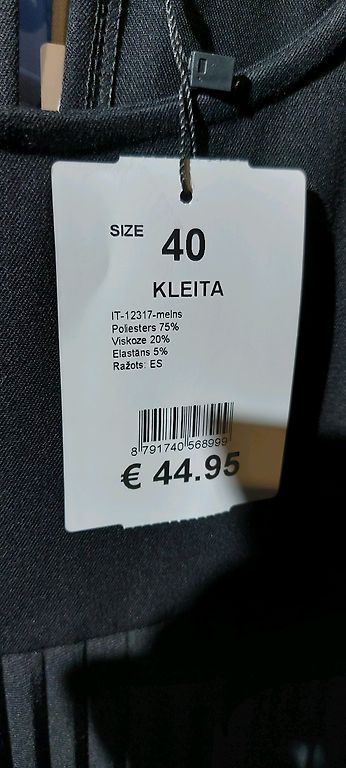 SIZE 40
KLEITA
IT-12317-melns
Poliesters 75%
Viskoze 20%
Elastāns 5%
Ražots: ES
8 791740 568999
€ 44.95